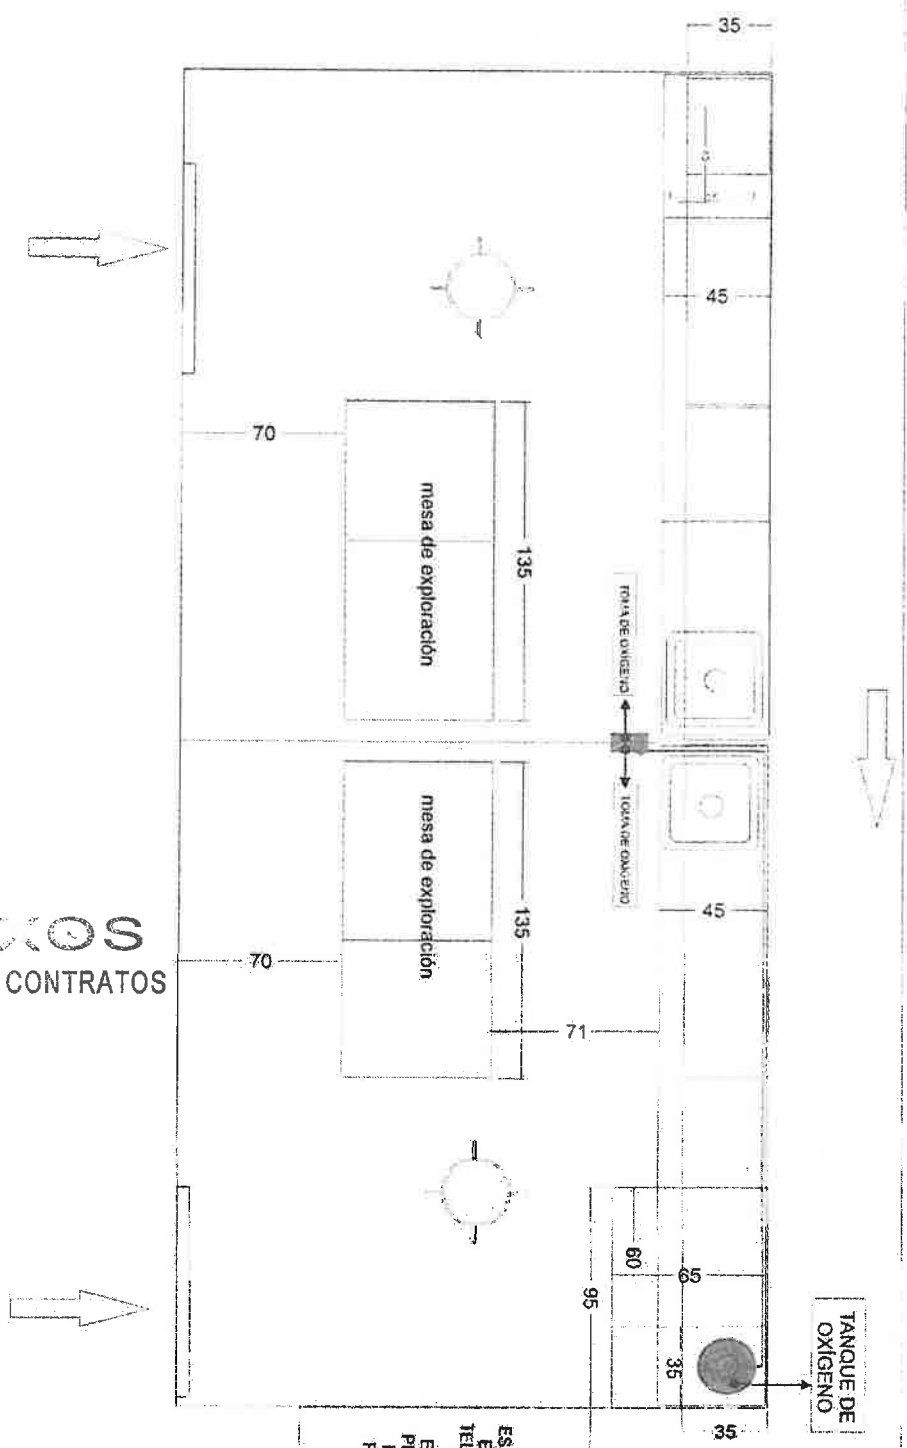 35
45
70
135
mesa de exploración
TOMA DE OXÍGENO
TOMA DE OXÍGENO
mesa de exploración
135
45
70
71
CONTRATOS
60
65
95
35
TANQUE DE
OXÍGENO
35